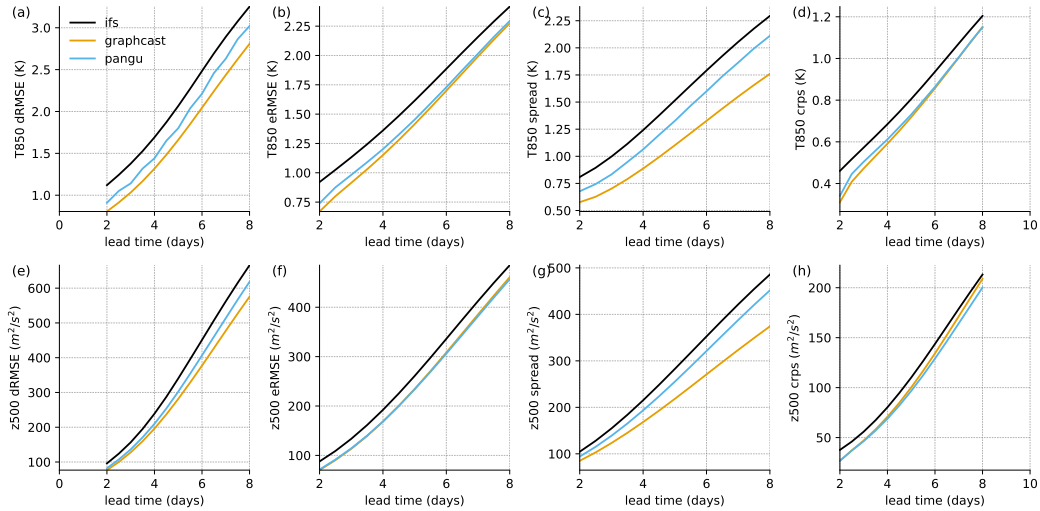 (a)
ifs
graphcast
pangu
3.0
2.5
2.0
1.5
1.0
T850 dRMSE (K)
0 2 4 6 8
lead time (days)
(b)
2.25
2.00
1.75
1.50
1.25
1.00
0.75
T850 eRMSE (K)
2 4 6 8
lead time (days)
(c)
2.25
2.00
1.75
1.50
1.25
1.00
0.75
0.50
T850 spread (K)
2 4 6 8
lead time (days)
(d)
1.2
1.0
0.8
0.6
0.4
T850 crps (K)
2 4 6 8 10
lead time (days)
(e)
600
500
400
300
200
100
z500 dRMSE (m²/s²)
0 2 4 6 8
lead time (days)
(f)
400
300
200
100
z500 eRMSE (m²/s²)
2 4 6 8
lead time (days)
(g)
500
400
300
200
100
z500 spread (m²/s²)
2 4 6 8
lead time (days)
(h)
200
150
100
50
z500 crps (m²/s²)
2 4 6 8 10
lead time (days)